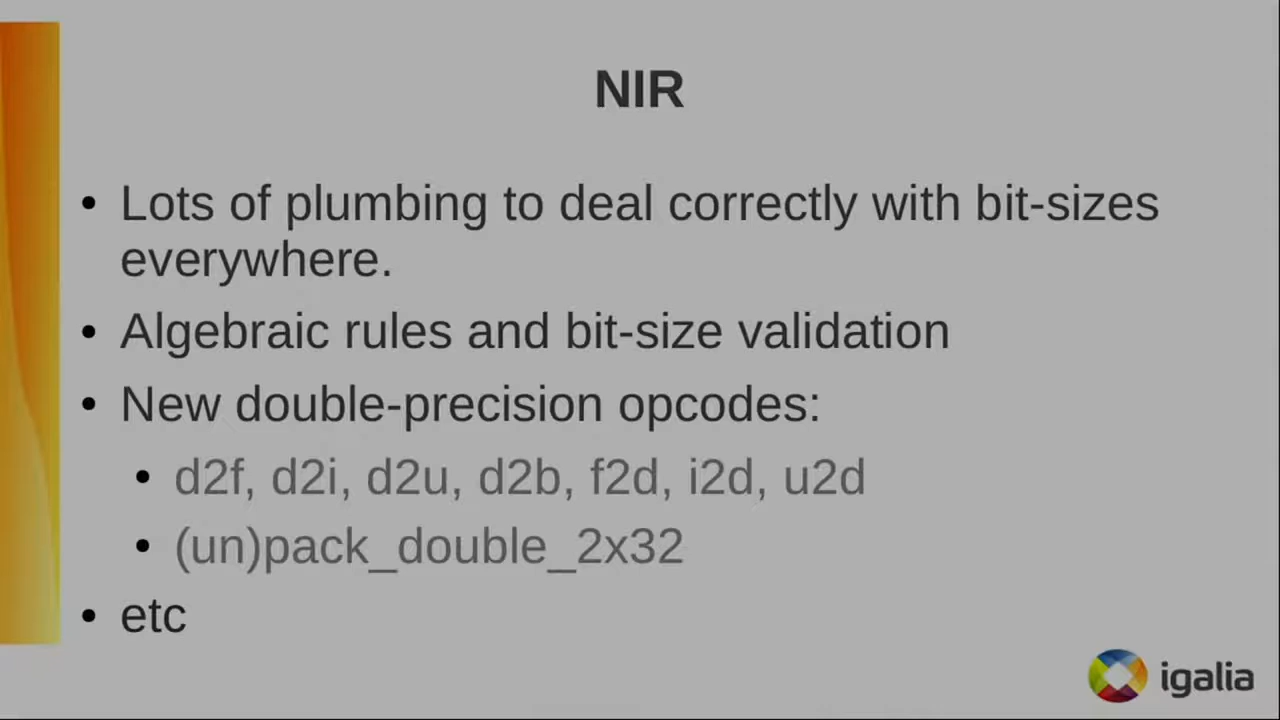 NIR
• Lots of plumbing to deal correctly with bit-sizes
everywhere.
• Algebraic rules and bit-size validation
• New double-precision opcodes:
• d2f, d2i, d2u, d2b, f2d, i2d, u2d
• (un)pack_double_2x32
• etc
igalia